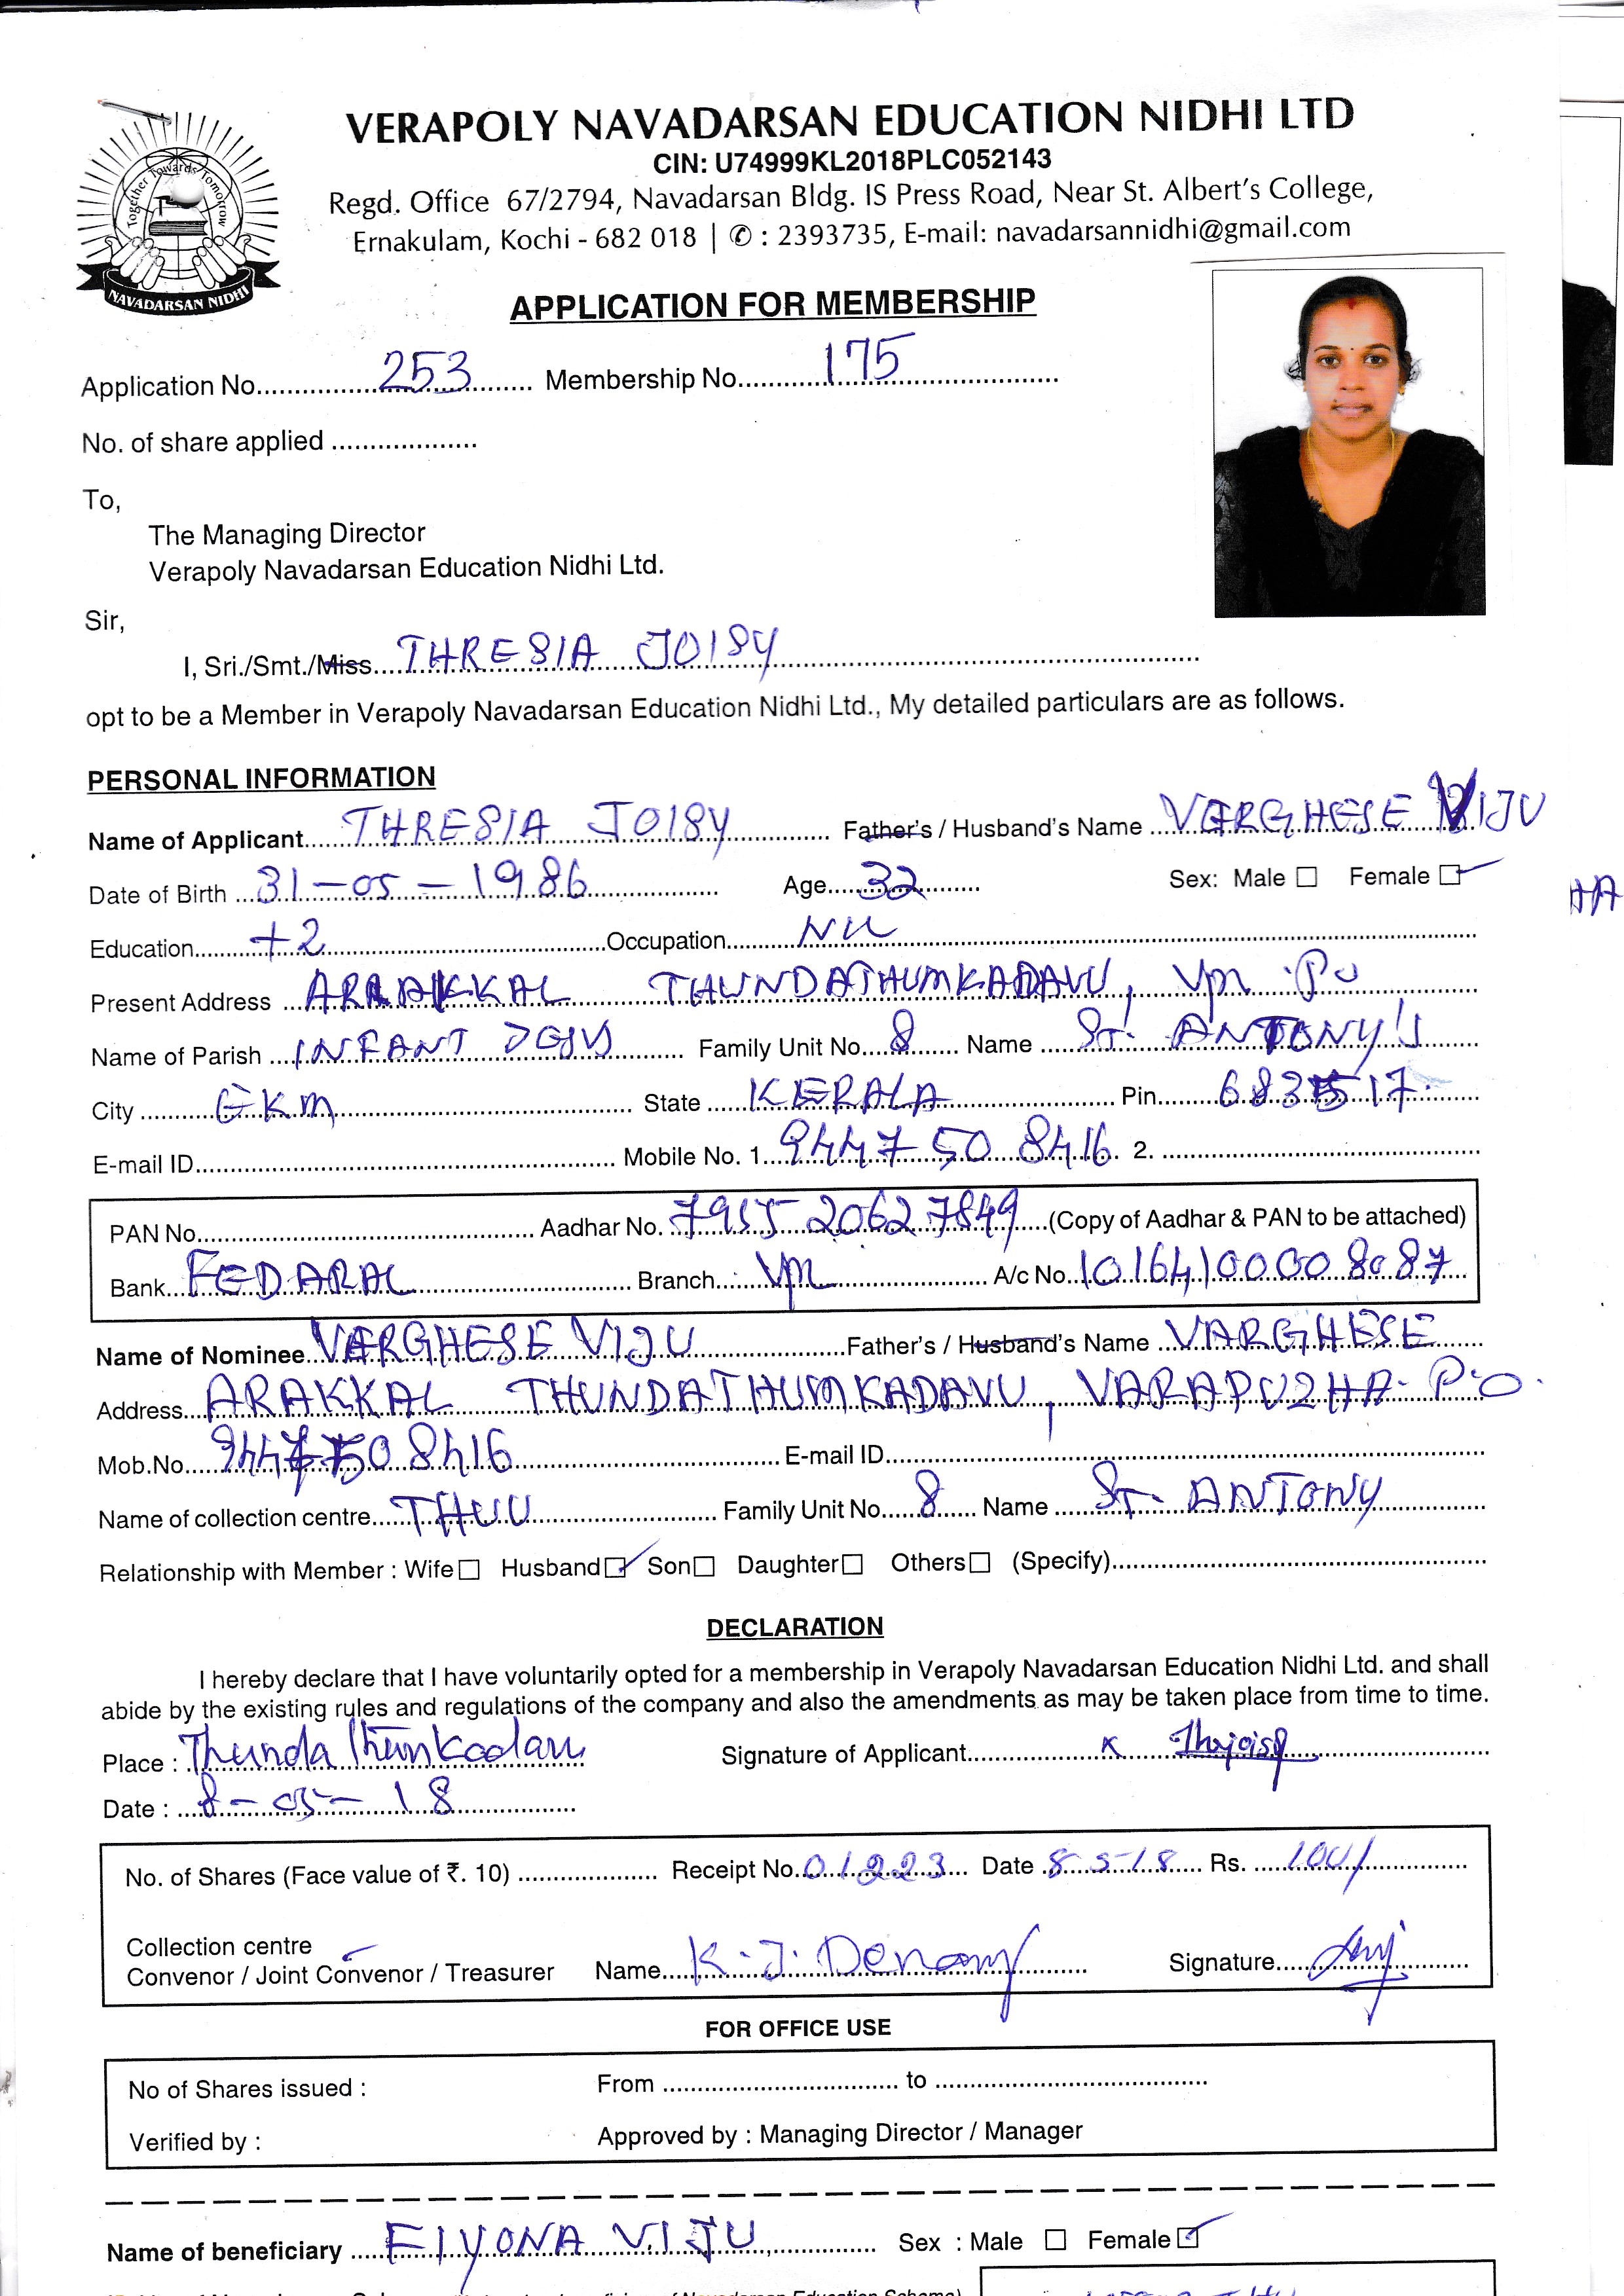 VERAPOLY NAVADARSAN EDUCATION NIDHI LTD
CIN: U74999KL2018PLC052143
Regd. Office 67/2794, Navadarsan Bldg. IS Press Road, Near St. Albert's College,
Ernakulam, Kochi - 682 018 | ✆ : 2393735, E-mail: navadarsannidhi@gmail.com
Together Towards Tomorrow
NAVADARSAN NIDHI
APPLICATION FOR MEMBERSHIP
Application No. 253 Membership No. 175
No. of share applied
To,
The Managing Director
Verapoly Navadarsan Education Nidhi Ltd.
Sir,
I, Sri./Smt./Miss. THRESIA JOISY
opt to be a Member in Verapoly Navadarsan Education Nidhi Ltd., My detailed particulars are as follows.
PERSONAL INFORMATION
Name of Applicant THRESIA JOISY Father's / Husband's Name VARGHESE VIJU
Date of Birth 31-05-1986 Age 32 Sex: Male ☐ Female ☑
HA
Education +2 Occupation Nil
Present Address ARAKKAL THUNDATHUMKADAVU, Vpz P.o
Name of Parish INFANT JESUS Family Unit No. 8 Name St. ANTONY'S
City EKM State KERALA Pin 683517
E-mail ID Mobile No. 1. 9447 50 8416 2.
PAN No. Aadhar No. 7955 2062 7849 (Copy of Aadhar & PAN to be attached)
Bank FEDARAL Branch A/c No. 10164100008087
Name of Nominee VARGHESE VIJU Father's / Husband's Name VARGHESE
Address ARAKKAL THUNDATHUMKADAVU, VARAPUZHA. P.O.
Mob.No. 9447508416 E-mail ID
Name of collection centre THUU Family Unit No. 8 Name St. ANTONY
Relationship with Member : Wife ☐ Husband ☑ Son ☐ Daughter ☐ Others ☐ (Specify)
DECLARATION
I hereby declare that I have voluntarily opted for a membership in Verapoly Navadarsan Education Nidhi Ltd. and shall
abide by the existing rules and regulations of the company and also the amendments as may be taken place from time to time.
Place : Thundathumkadavu Signature of Applicant Thjoisy
Date : 8-05-18
No. of Shares (Face value of ₹. 10) Receipt No. 01223 Date 8-5-18 Rs. 100/
Collection centre
Convenor / Joint Convenor / Treasurer Name K.J. Denny Signature
FOR OFFICE USE
No of Shares issued : From to
Verified by : Approved by : Managing Director / Manager
Name of beneficiary FIYONA VIJU Sex : Male ☐ Female ☑